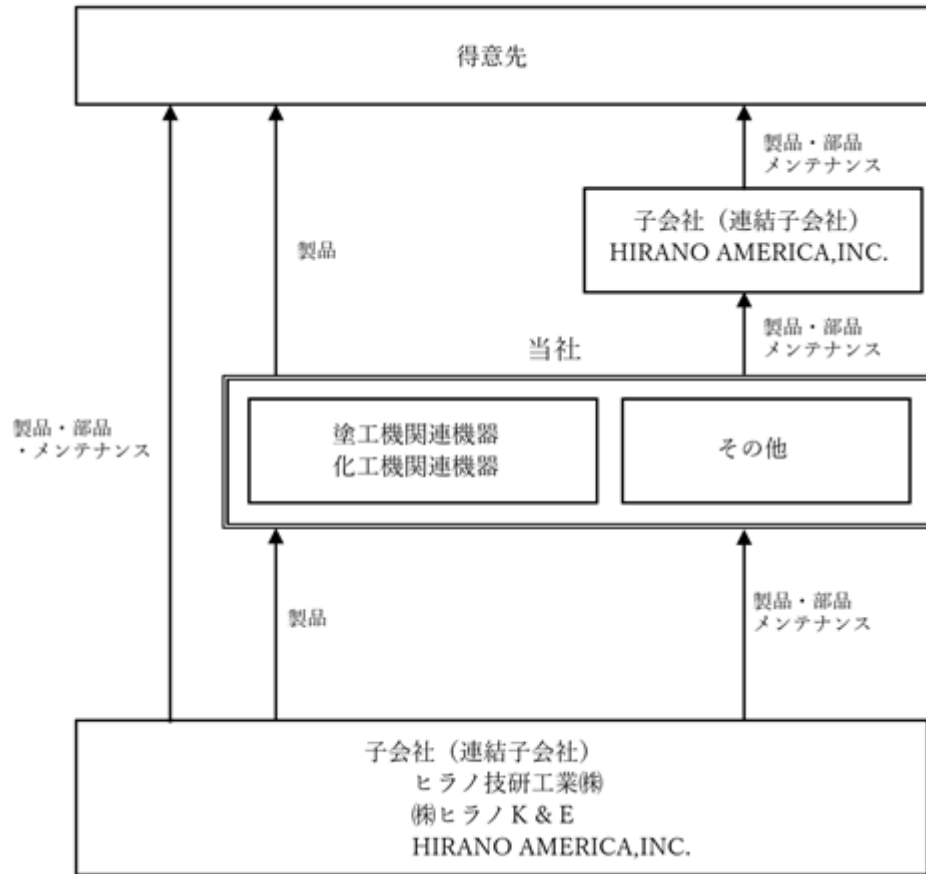 得意先
製品・部品
メンテナンス
子会社（連結子会社）
HIRANO AMERICA,INC.
製品
製品・部品
メンテナンス
当社
製品・部品
・メンテナンス
塗工機関連機器
化工機関連機器
その他
製品
製品・部品
メンテナンス
子会社（連結子会社）
ヒラノ技研工業㈱
㈱ヒラノＫ＆Ｅ
HIRANO AMERICA,INC.